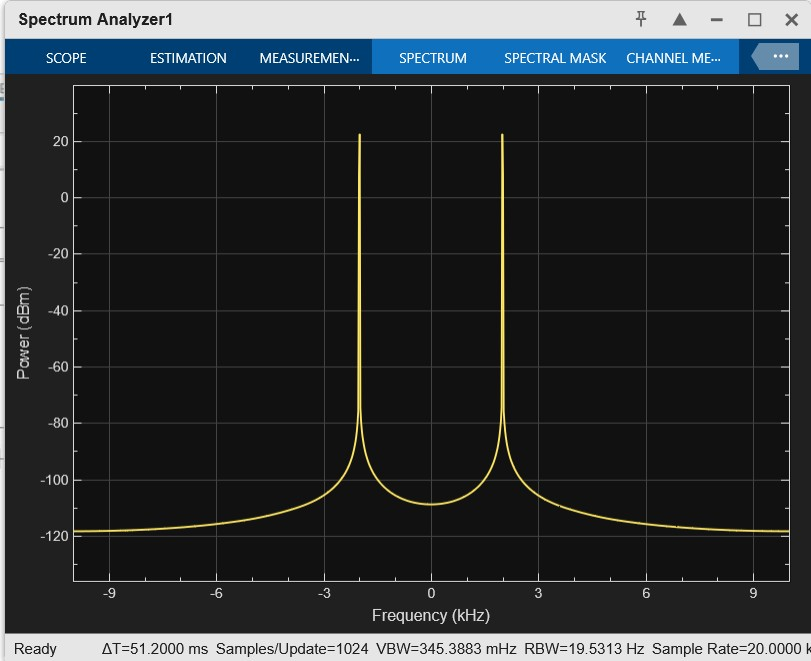 Spectrum Analyzer1
SCOPE ESTIMATION MEASUREMEN... SPECTRUM SPECTRAL MASK CHANNEL ME... ...
20
0
-20
-40
-60
-80
-100
-120
Power (dBm)
-9 -6 -3 0 3 6 9
Frequency (kHz)
Ready ΔT=51.2000 ms Samples/Update=1024 VBW=345.3883 mHz RBW=19.5313 Hz Sample Rate=20.0000